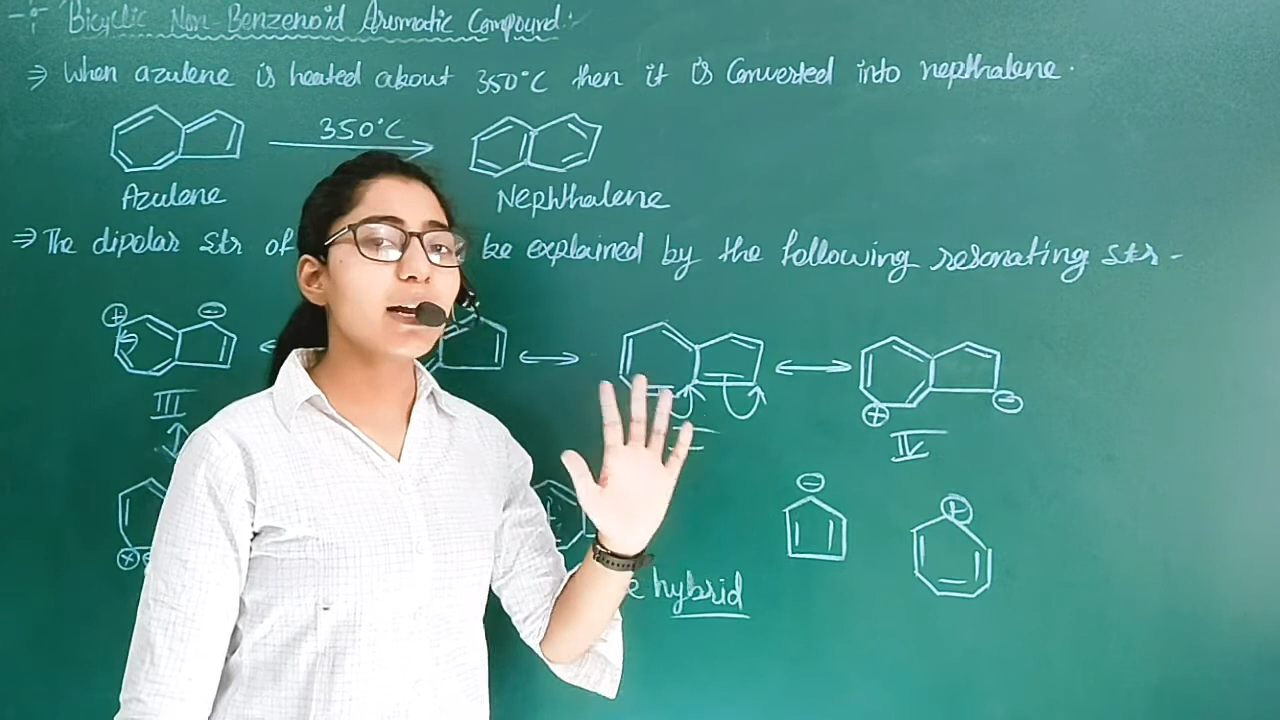 Bicyclic Non-Benzenoid Aromatic Compound:-
⇒ When azulene is heated about 350°C then it is Converted into nepthalene.
350°C
Azulene
Nephthalene
⇒ The dipolar Str of be explained by the following resonating str -
+ -
III
IV
+ -
- +
+
hybrid